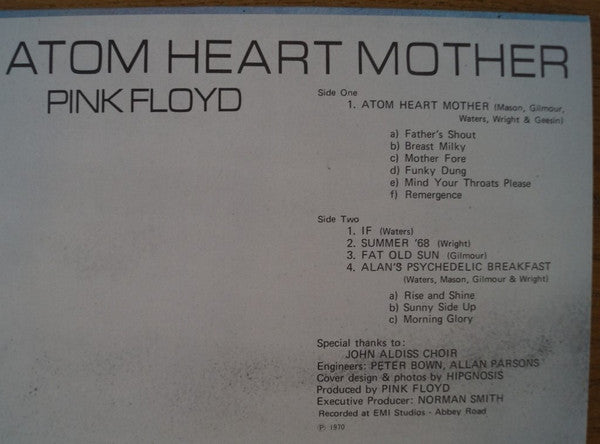 ATOM HEART MOTHER
PINK FLOYD
Side One
1. ATOM HEART MOTHER (Mason, Gilmour,
Waters, Wright & Geesin)
a) Father's Shout
b) Breast Milky
c) Mother Fore
d) Funky Dung
e) Mind Your Throats Please
f) Remergence
Side Two
1. IF (Waters)
2. SUMMER '68 (Wright)
3. FAT OLD SUN (Gilmour)
4. ALAN'S PSYCHEDELIC BREAKFAST
(Waters, Mason, Gilmour & Wright)
a) Rise and Shine
b) Sunny Side Up
c) Morning Glory
Special thanks to:
JOHN ALDISS CHOIR
Engineers: PETER BOWN, ALLAN PARSONS
Cover design & photos by HIPGNOSIS
Produced by PINK FLOYD
Executive Producer: NORMAN SMITH
Recorded at EMI Studios - Abbey Road
℗ 1970